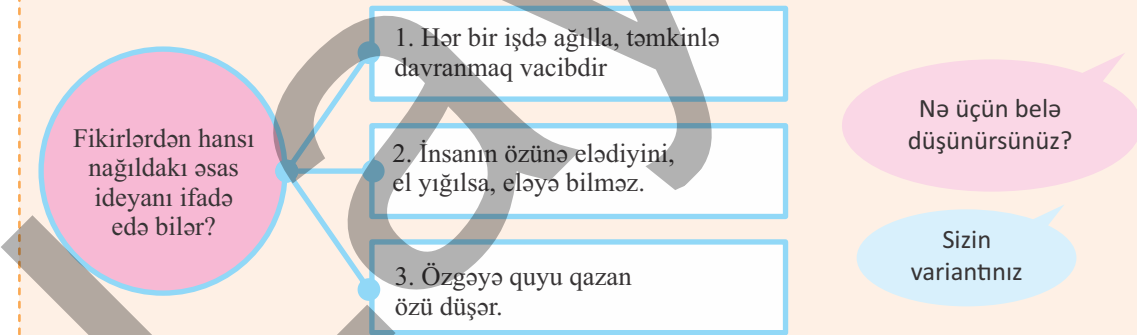 Fikirlərdən hansı
nağıldakı əsas
ideyanı ifadə
edə bilər?
1. Hər bir işdə ağılla, təmkinlə
davranmaq vacibdir
2. İnsanın özünə elədiyini,
el yığılsa, eləyə bilməz.
3. Özgəyə quyu qazan
özü düşər.
Nə üçün belə
düşünürsünüz?
Sizin
variantınız